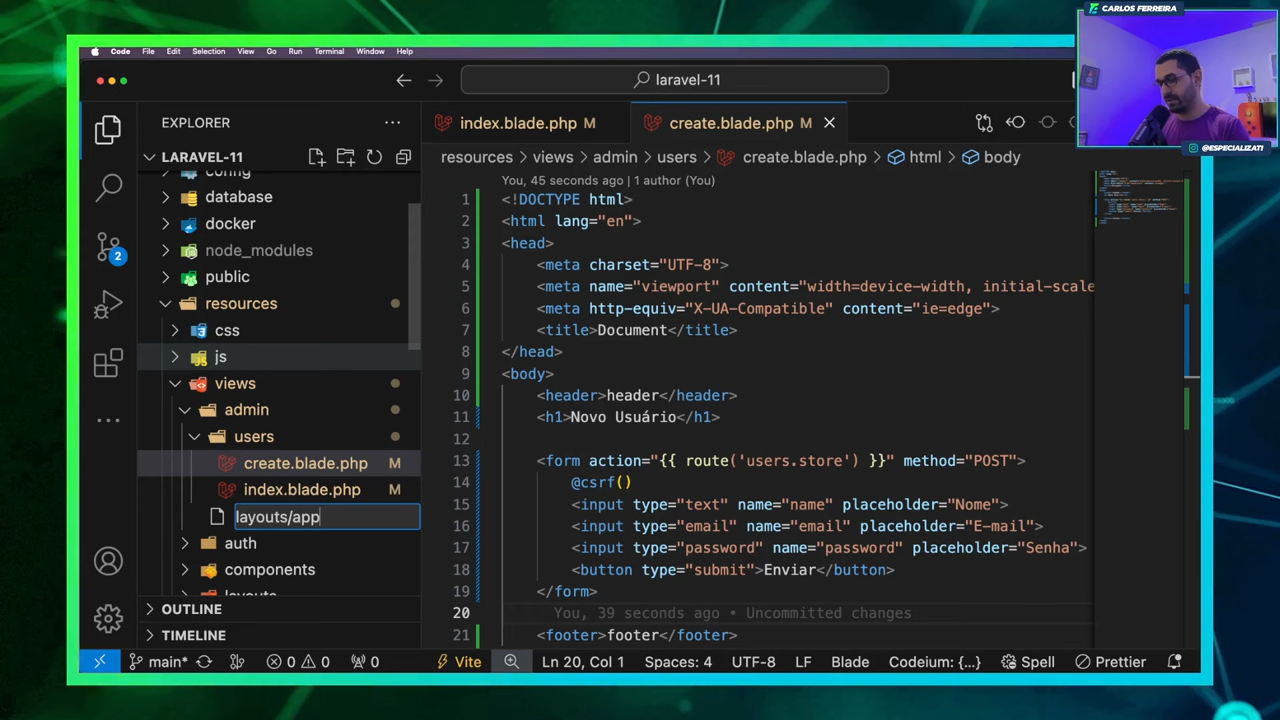 CARLOS FERREIRA
Code File Edit Selection View Go Run Terminal Window Help
laravel-11
@ESPECIALIZATI
EXPLORER
LARAVEL-11
config
database
docker
node_modules
public
resources
css
js
views
admin
users
create.blade.php M
index.blade.php M
layouts/app
auth
components
layouts
OUTLINE
TIMELINE
2
index.blade.php M
create.blade.php M
resources > views > admin > users > create.blade.php > html > body
You, 45 seconds ago | 1 author (You)
1 <!DOCTYPE html>
2 <html lang="en">
3 <head>
4 <meta charset="UTF-8">
5 <meta name="viewport" content="width=device-width, initial-scale
6 <meta http-equiv="X-UA-Compatible" content="ie=edge">
7 <title>Document</title>
8 </head>
9 <body>
10 <header>header</header>
11 <h1>Novo Usuário</h1>
12
13 <form action="{{ route('users.store') }}" method="POST">
14 @csrf()
15 <input type="text" name="name" placeholder="Nome">
16 <input type="email" name="email" placeholder="E-mail">
17 <input type="password" name="password" placeholder="Senha">
18 <button type="submit">Enviar</button>
19 </form>
20 You, 39 seconds ago • Uncommitted changes
21 <footer>footer</footer>
main* 0 0 0 Vite Ln 20, Col 1 Spaces: 4 UTF-8 LF Blade Codeium: {...} Spell Prettier